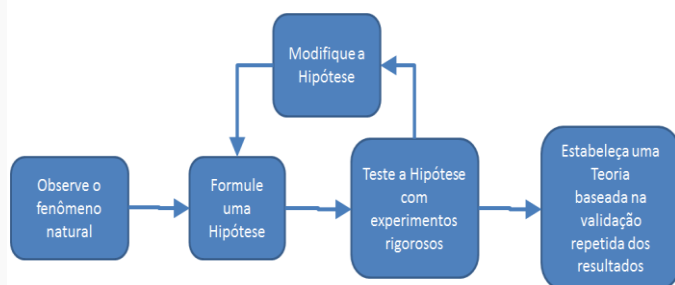 Modifique a
Hipótese
Observe o
fenômeno
natural
Formule
uma
Hipótese
Teste a Hipótese
com
experimentos
rigorosos
Estabeleça uma
Teoria
baseada na
validação
repetida dos
resultados